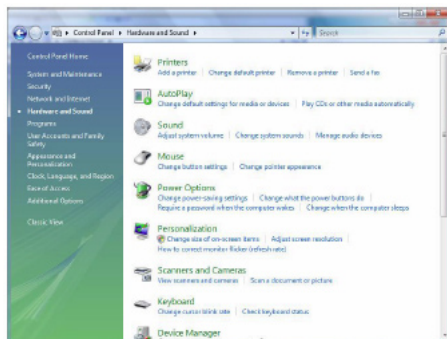 Control Panel ▸ Hardware and Sound ▸
Search
Control Panel Home
System and Maintenance
Security
Network and Internet
Hardware and Sound
Programs
User Accounts and Family
Safety
Appearance and
Personalization
Clock, Language, and Region
Ease of Access
Additional Options
Classic View
Printers
Add a printer | Change default printer | Remove a printer | Send a fax
AutoPlay
Change default settings for media or devices | Play CDs or other media automatically
Sound
Adjust system volume | Change system sounds | Manage audio devices
Mouse
Change button settings | Change pointer appearance
Power Options
Change power-saving settings | Change what the power buttons do |
Require a password when the computer wakes | Change when the computer sleeps
Personalization
Change size of on-screen items | Adjust screen resolution |
How to correct monitor flicker (refresh rate)
Scanners and Cameras
View scanners and cameras | Scan a document or picture
Keyboard
Change cursor blink rate | Check keyboard status
Device Manager